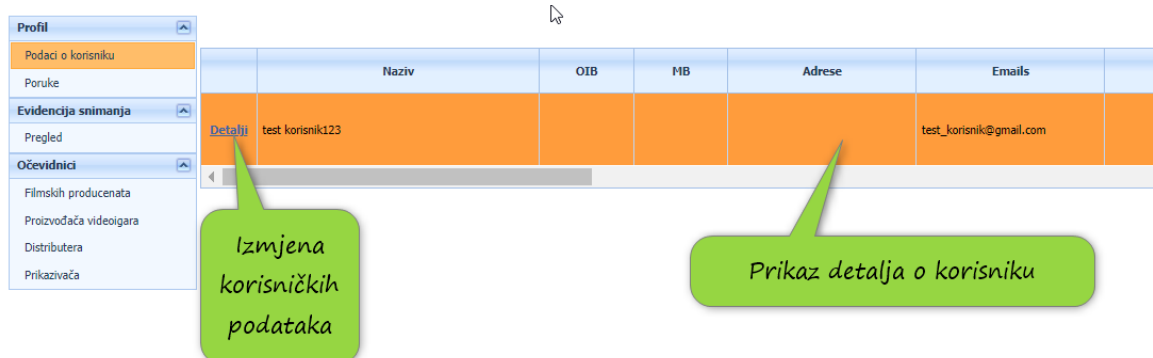 Profil
Podaci o korisniku
Poruke
Evidencija snimanja
Pregled
Očevidnici
Filmskih producenata
Proizvođača videoigara
Distributera
Prikazivača
Naziv OIB MB Adrese Emails
Detalji test korisnik123 test_korisnik@gmail.com
Izmjena
korisničkih
podataka
Prikaz detalja o korisniku